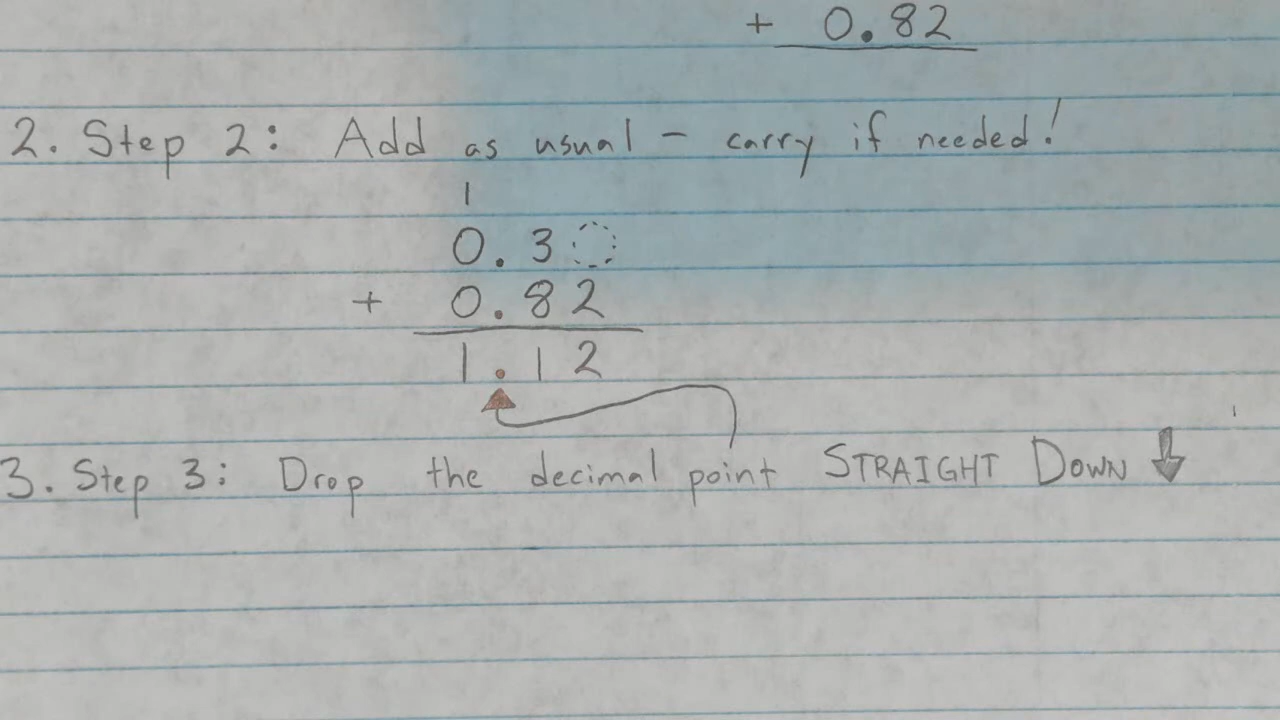 + 0.82
2. Step 2: Add as usual - carry if needed!
1
0.3
+ 0.82
1.12
3. Step 3: Drop the decimal point STRAIGHT DOWN